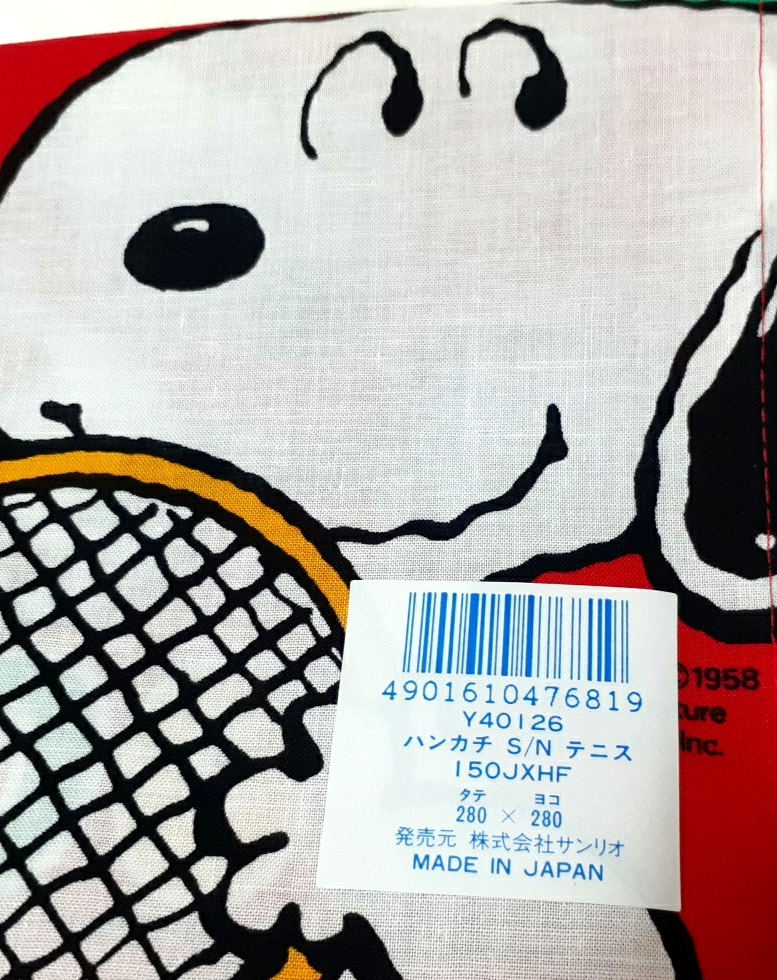 ©1958
ture
Inc.
4901610476819
Y40126
ハンカチ S/N テニス
150JXHF
タテ ヨコ
280 × 280
発売元 株式会社サンリオ
MADE IN JAPAN